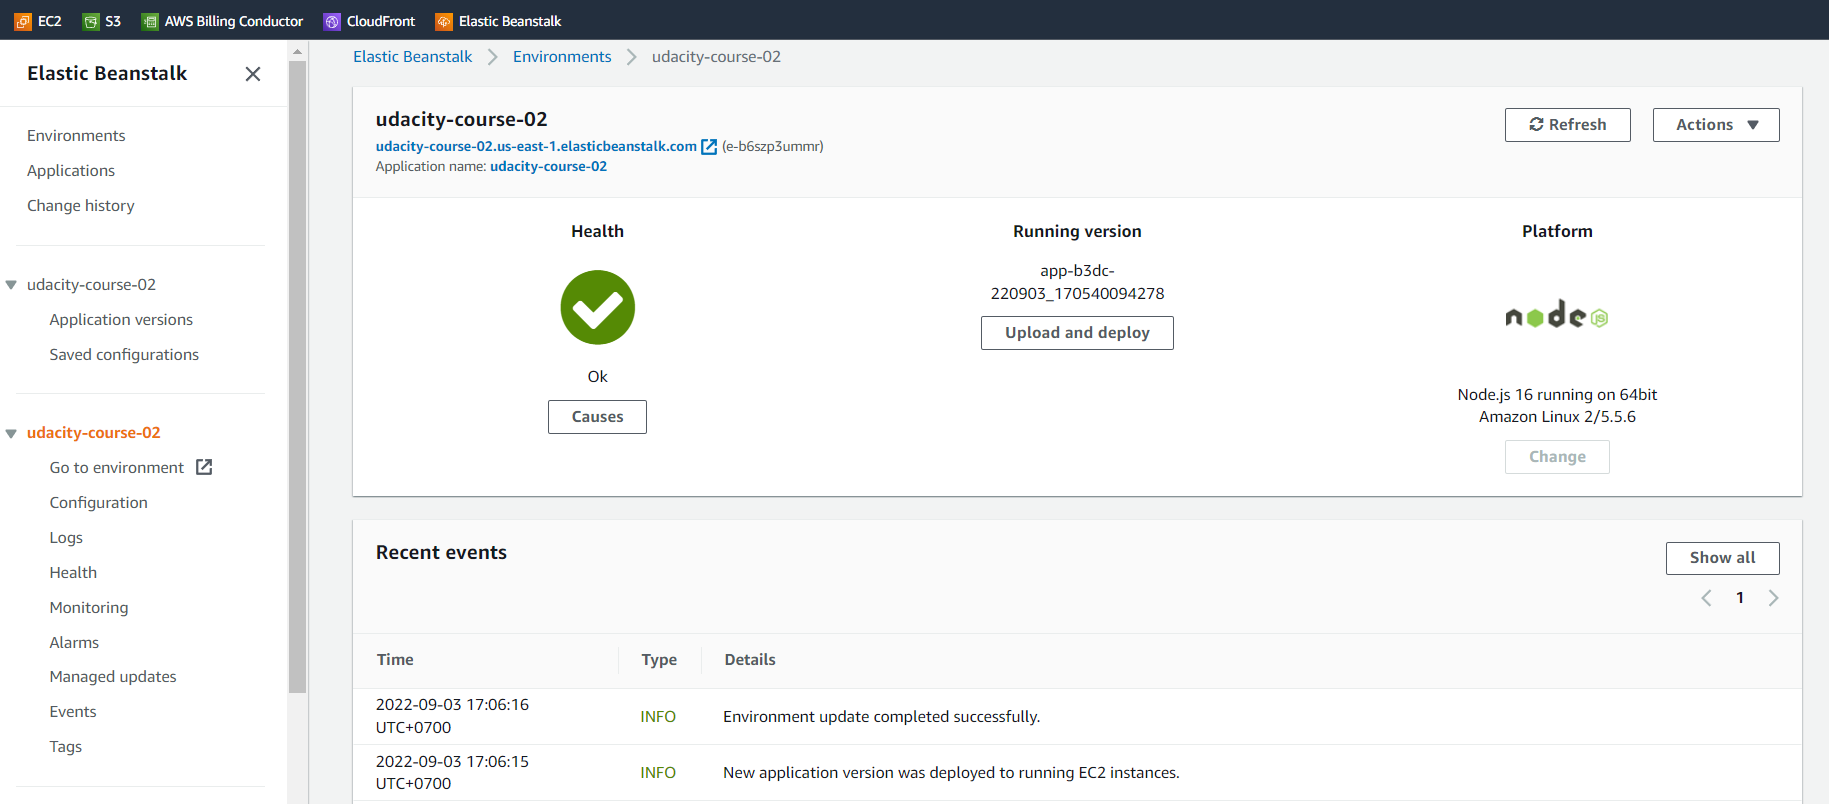 EC2 S3 AWS Billing Conductor CloudFront Elastic Beanstalk
Elastic Beanstalk
Environments
Applications
Change history
udacity-course-02
Application versions
Saved configurations
udacity-course-02
Go to environment
Configuration
Logs
Health
Monitoring
Alarms
Managed updates
Events
Tags
Elastic Beanstalk Environments udacity-course-02
udacity-course-02
Refresh
Actions
udacity-course-02.us-east-1.elasticbeanstalk.com (e-b6szp3ummr)
Application name: udacity-course-02
Health
Ok
Causes
Running version
app-b3dc-
220903_170540094278
Upload and deploy
Platform
node JS
Node.js 16 running on 64bit
Amazon Linux 2/5.5.6
Change
Recent events
Show all
1
Time Type Details
2022-09-03 17:06:16
UTC+0700
INFO
Environment update completed successfully.
2022-09-03 17:06:15
UTC+0700
INFO
New application version was deployed to running EC2 instances.